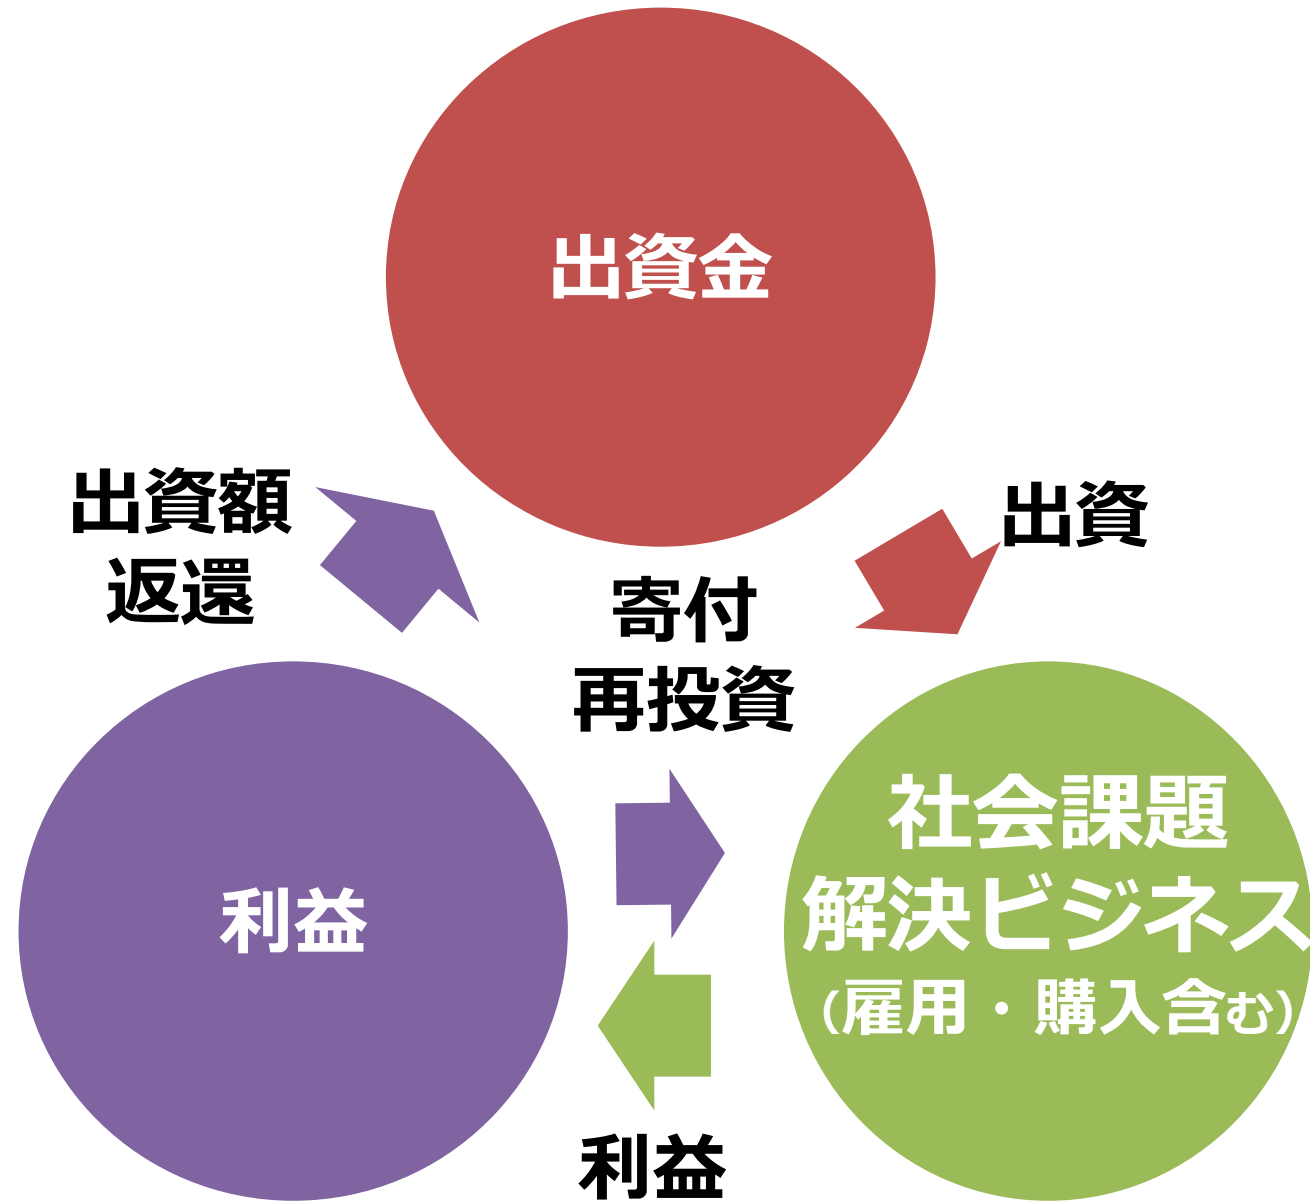 出資金
出資額
返還
出資
寄付
再投資
利益
社会課題
解決ビジネス
（雇用・購入含む）
利益